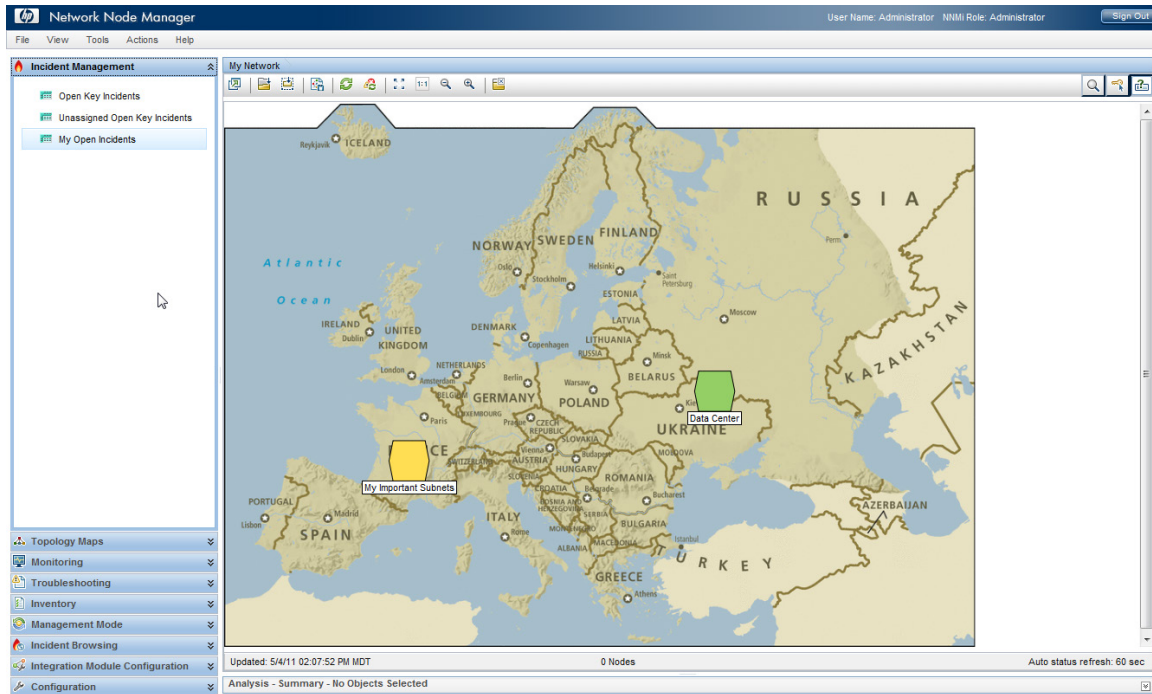 hp Network Node Manager
User Name: Administrator NNMi Role: Administrator
Sign Out
File View Tools Actions Help
Incident Management
Open Key Incidents
Unassigned Open Key Incidents
My Open Incidents
Topology Maps
Monitoring
Troubleshooting
Inventory
Management Mode
Incident Browsing
Integration Module Configuration
Configuration
My Network
1:1
Reykjavik
ICELAND
RUSSIA
Perm
NORWAY
SWEDEN
FINLAND
Oslo
Stockholm
Helsinki
Saint
Petersburg
Atlantic
Ocean
ESTONIA
LATVIA
LITHUANIA
RUSSIA
Moscow
KAZAKHSTAN
IRELAND
Dublin
UNITED
KINGDOM
London
DENMARK
Copenhagen
Minsk
BELARUS
NETHERLANDS
Amsterdam
BELGIUM
Berlin
GERMANY
Warsaw
POLAND
Data Center
UKRAINE
Paris
Prague
CZECH
REPUBLIC
SLOVAKIA
Vienna
AUSTRIA
Budapest
HUNGARY
MOLDOVA
My Important Subnets
ROMANIA
CROATIA
Belgrade
BOSNIA AND
HERZEGOVINA
SERBIA
Bucharest
PORTUGAL
Lisbon
Madrid
SPAIN
ITALY
Rome
BULGARIA
ALBANIA
MACEDONIA
Istanbul
TURKEY
AZERBAIJAN
GREECE
Athens
Updated: 5/4/11 02:07:52 PM MDT
0 Nodes
Auto status refresh: 60 sec
Analysis - Summary - No Objects Selected